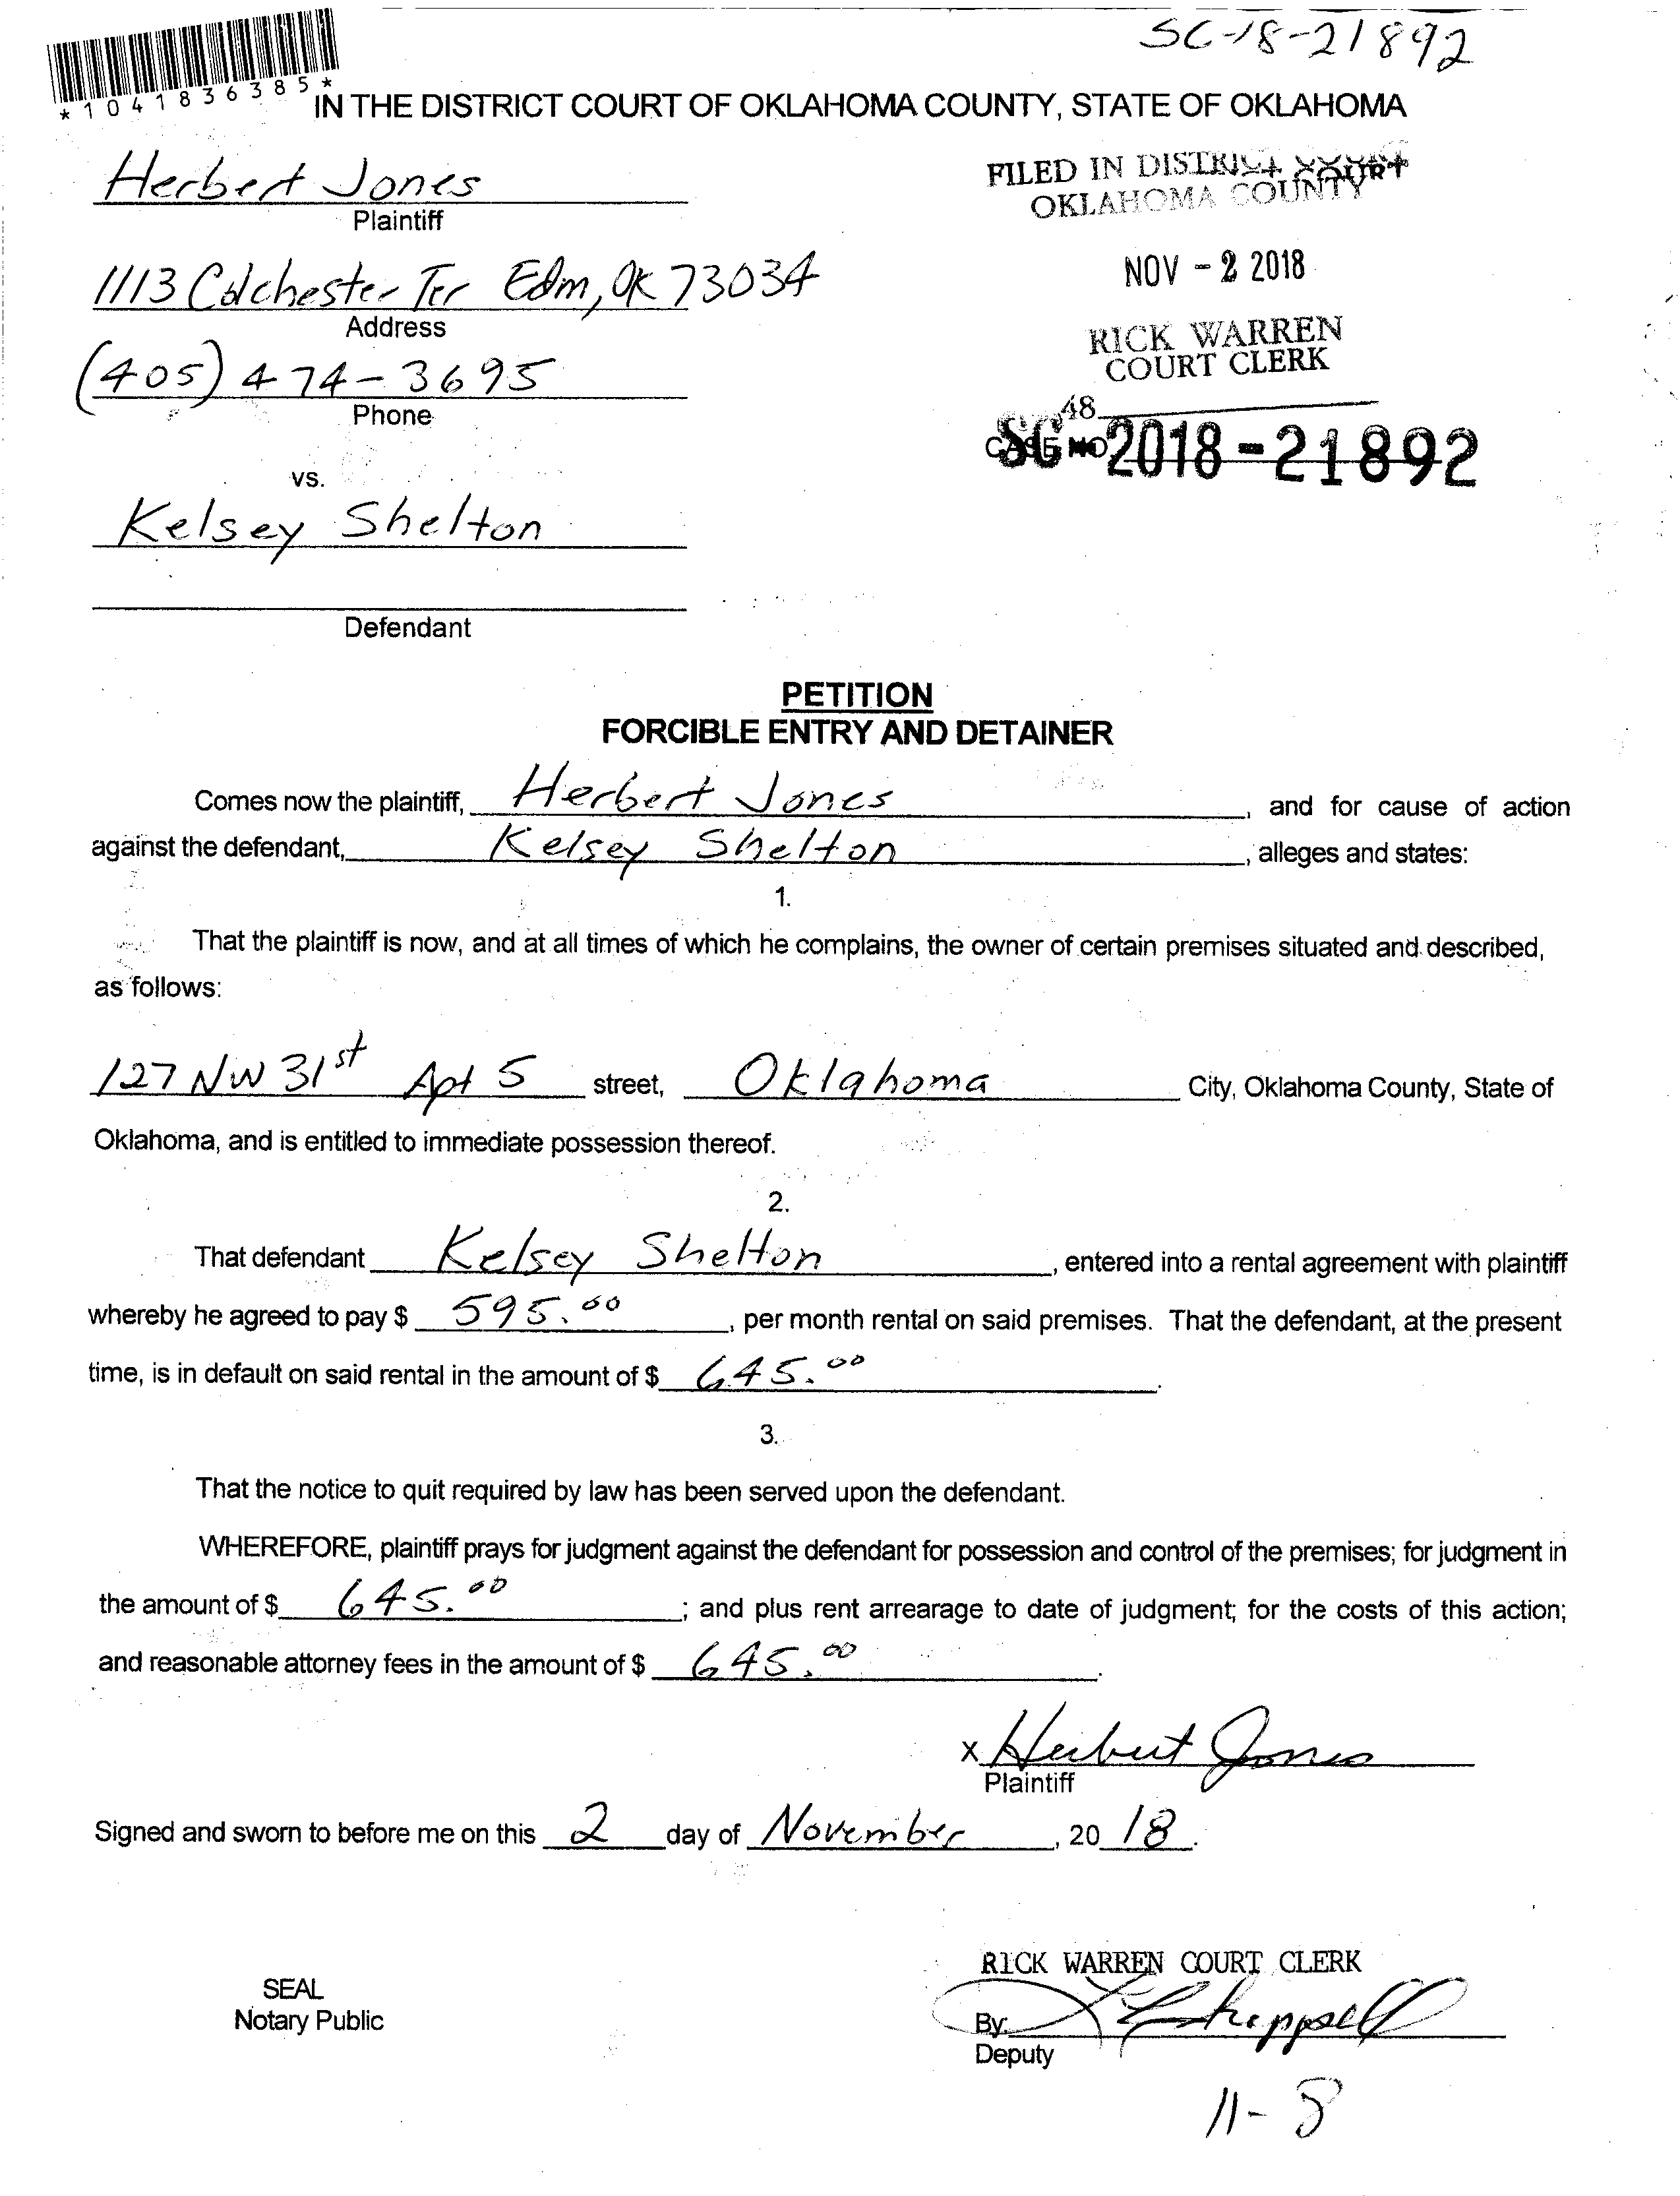 SC-18-21892
*1041836385*
IN THE DISTRICT COURT OF OKLAHOMA COUNTY, STATE OF OKLAHOMA
Herbert Jones
Plaintiff
FILED IN DISTRICT COURT
OKLAHOMA COUNTY
1113 Colchester Ter Edm, OK 73034
Address
NOV - 2 2018
(405) 474-3695
Phone
RICK WARREN
COURT CLERK
48
CASE NO
SC-2018-21892
vs.
Kelsey Shelton
Defendant
PETITION
FORCIBLE ENTRY AND DETAINER
Comes now the plaintiff, Herbert Jones, and for cause of action
against the defendant, Kelsey Shelton, alleges and states:
1.
That the plaintiff is now, and at all times of which he complains, the owner of certain premises situated and described,
as follows:
127 NW 31st Apt 5 street, Oklahoma City, Oklahoma County, State of
Oklahoma, and is entitled to immediate possession thereof.
2.
That defendant Kelsey Shelton, entered into a rental agreement with plaintiff
whereby he agreed to pay $ 595.00, per month rental on said premises. That the defendant, at the present
time, is in default on said rental in the amount of $ 645.00.
3.
That the notice to quit required by law has been served upon the defendant.
WHEREFORE, plaintiff prays for judgment against the defendant for possession and control of the premises; for judgment in
the amount of $ 645.00; and plus rent arrearage to date of judgment; for the costs of this action;
and reasonable attorney fees in the amount of $ 645.00.
x Herbert Jones
Plaintiff
Signed and sworn to before me on this 2 day of November, 20 18.
RICK WARREN COURT CLERK
SEAL
Notary Public
By:
Deputy
11-8